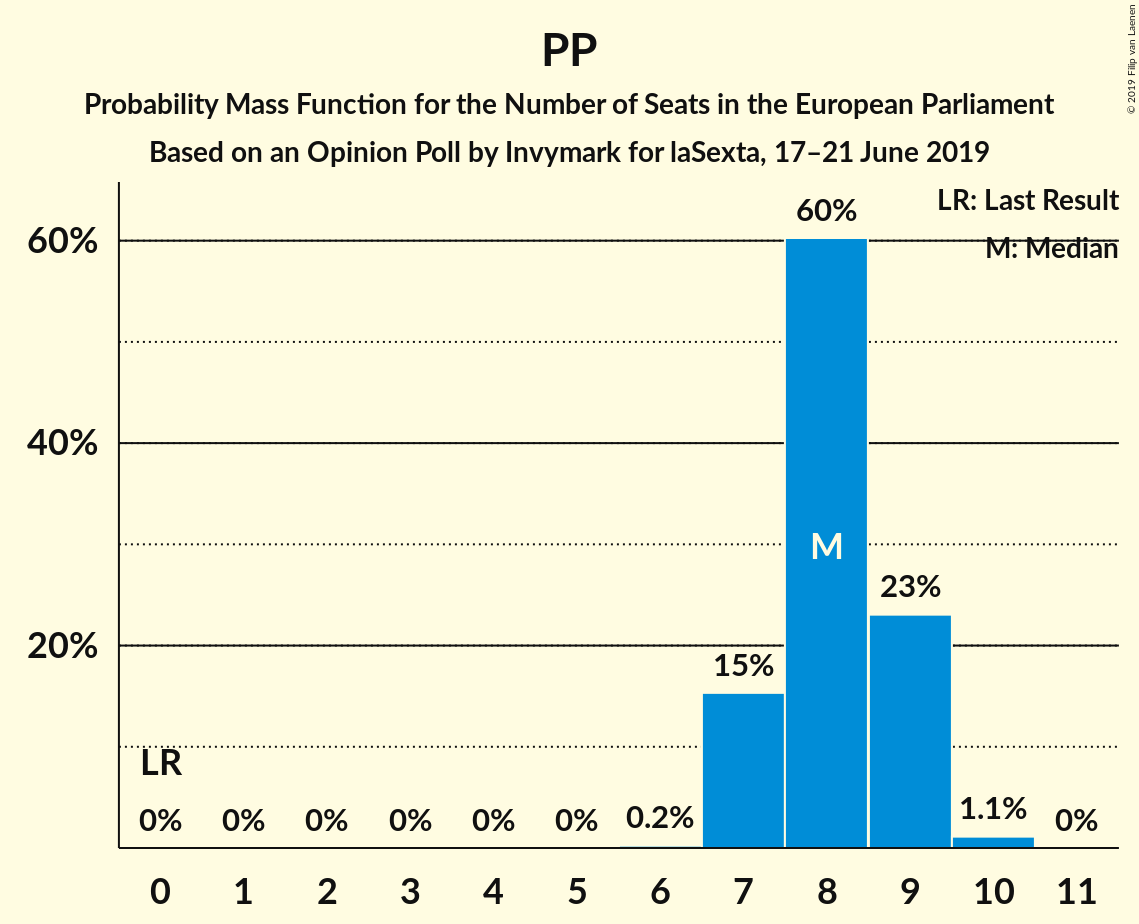 PP
Probability Mass Function for the Number of Seats in the European Parliament
Based on an Opinion Poll by Invymark for laSexta, 17–21 June 2019
© 2019 Filip van Laenen
LR: Last Result
M: Median
60%
40%
20%
60%
M
23%
15%
LR
0% 0% 0% 0% 0% 0% 0.2% 1.1% 0%
0 1 2 3 4 5 6 7 8 9 10 11